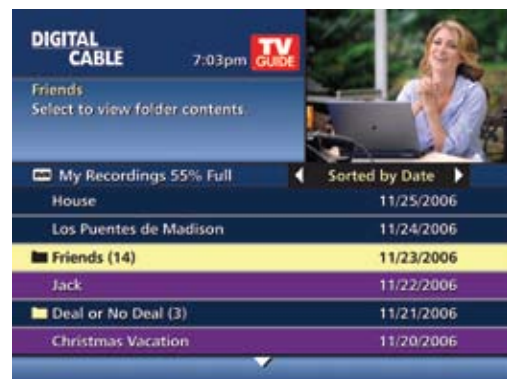 DIGITAL
CABLE
7:03pm
TV
GUIDE
Friends
Select to view folder contents
DVR My Recordings 55% Full
Sorted by Date
House 11/25/2006
Los Puentes de Madison 11/24/2006
Friends (14) 11/23/2006
Jack 11/22/2006
Deal or No Deal (3) 11/21/2006
Christmas Vacation 11/20/2006